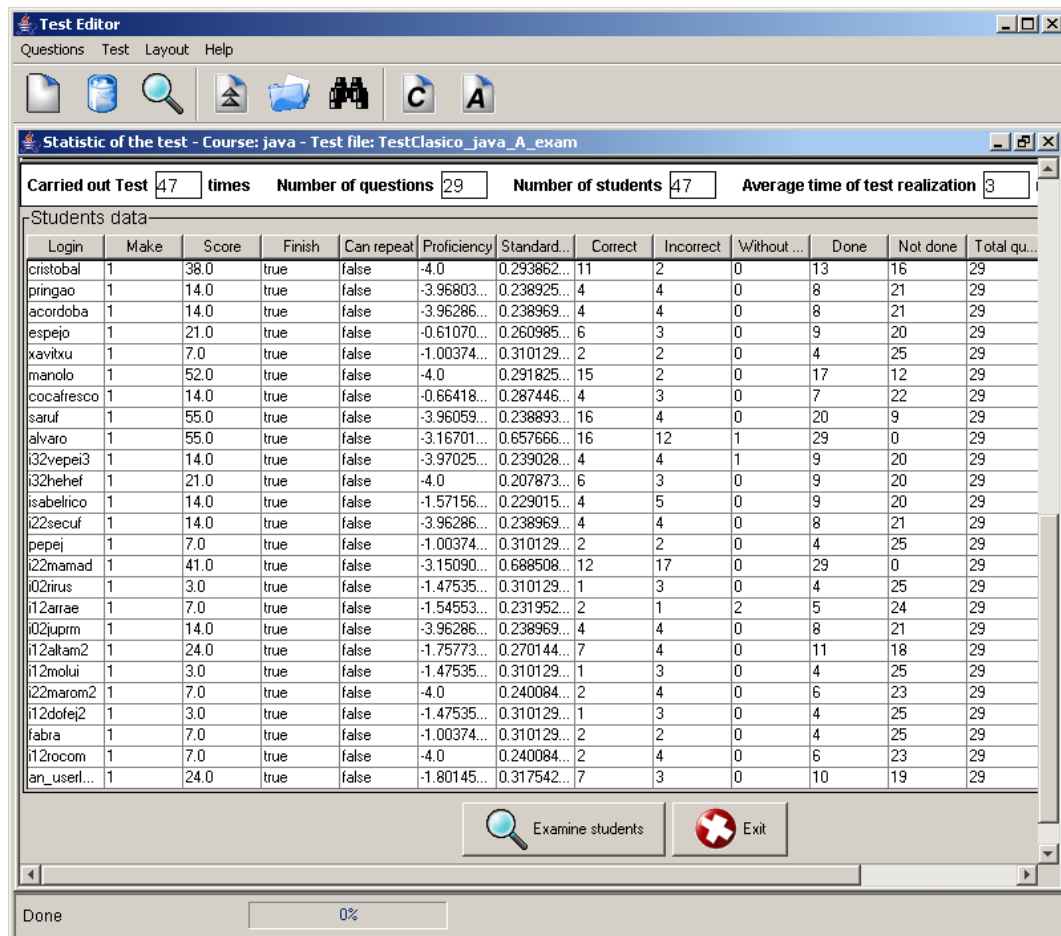 Test Editor
Questions Test Layout Help
C A
Statistic of the test - Course: java - Test file: TestClasico_java_A_exam
Carried out Test 47 times Number of questions 29 Number of students 47 Average time of test realization 3
Students data
Login Make Score Finish Can repeat Proficiency Standard... Correct Incorrect Without ... Done Not done Total qu...
cristobal 1 38.0 true false -4.0 0.293862... 11 2 0 13 16 29
pringao 1 14.0 true false -3.96803... 0.238925... 4 4 0 8 21 29
acordoba 1 14.0 true false -3.96286... 0.238969... 4 4 0 8 21 29
espejo 1 21.0 true false -0.61070... 0.260985... 6 3 0 9 20 29
xavitxu 1 7.0 true false -1.00374... 0.310129... 2 2 0 4 25 29
manolo 1 52.0 true false -4.0 0.291825... 15 2 0 17 12 29
cocafresco 1 14.0 true false -0.66418... 0.287446... 4 3 0 7 22 29
saruf 1 55.0 true false -3.96059... 0.238893... 16 4 0 20 9 29
alvaro 1 55.0 true false -3.16701... 0.657666... 16 12 1 29 0 29
i32vepei3 1 14.0 true false -3.97025... 0.239028... 4 4 1 9 20 29
i32hehef 1 21.0 true false -4.0 0.207873... 6 3 0 9 20 29
isabelrico 1 14.0 true false -1.57156... 0.229015... 4 5 0 9 20 29
i22secuf 1 14.0 true false -3.96286... 0.238969... 4 4 0 8 21 29
pepej 1 7.0 true false -1.00374... 0.310129... 2 2 0 4 25 29
i22mamad 1 41.0 true false -3.15090... 0.688508... 12 17 0 29 0 29
i02rirus 1 3.0 true false -1.47535... 0.310129... 1 3 0 4 25 29
i12arrae 1 7.0 true false -1.54553... 0.231952... 2 1 2 5 24 29
i02juprm 1 14.0 true false -3.96286... 0.238969... 4 4 0 8 21 29
i12altam2 1 24.0 true false -1.75773... 0.270144... 7 4 0 11 18 29
i12molui 1 3.0 true false -1.47535... 0.310129... 1 3 0 4 25 29
i22marom2 1 7.0 true false -4.0 0.240084... 2 4 0 6 23 29
i12dofej2 1 3.0 true false -1.47535... 0.310129... 1 3 0 4 25 29
fabra 1 7.0 true false -1.00374... 0.310129... 2 2 0 4 25 29
i12rocom 1 7.0 true false -4.0 0.240084... 2 4 0 6 23 29
an_userl... 1 24.0 true false -1.80145... 0.317542... 7 3 0 10 19 29
Examine students Exit
Done 0%